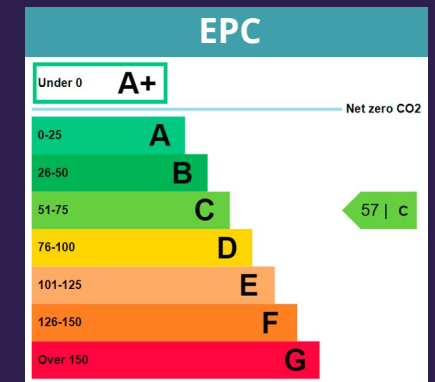 EPC
Under 0 A+
Net zero CO2
0-25 A
26-50 B
51-75 C
57 | C
76-100 D
101-125 E
126-150 F
Over 150 G